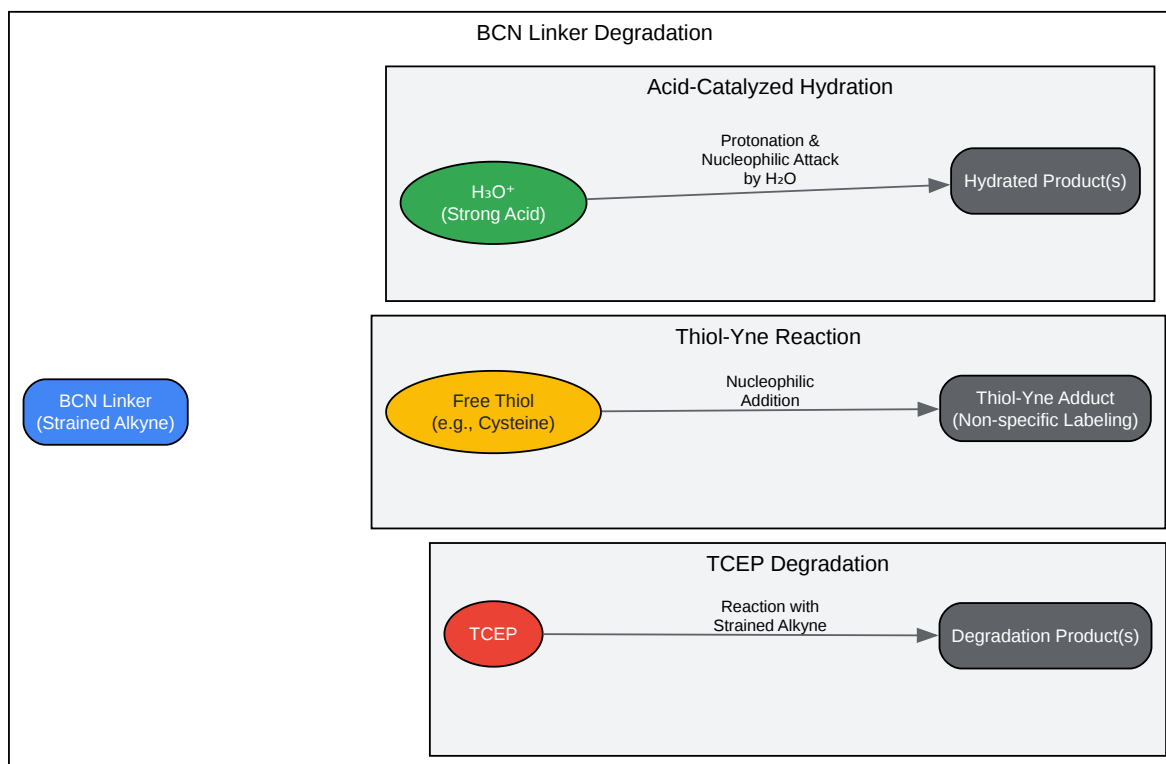 BCN Linker Degradation
Acid-Catalyzed Hydration
Protonation &
Nucleophilic Attack
by H₂O
H₃O⁺
(Strong Acid)
Hydrated Product(s)
Thiol-Yne Reaction
BCN Linker
(Strained Alkyne)
Free Thiol
(e.g., Cysteine)
Nucleophilic
Addition
Thiol-Yne Adduct
(Non-specific Labeling)
TCEP Degradation
TCEP
Reaction with
Strained Alkyne
Degradation Product(s)